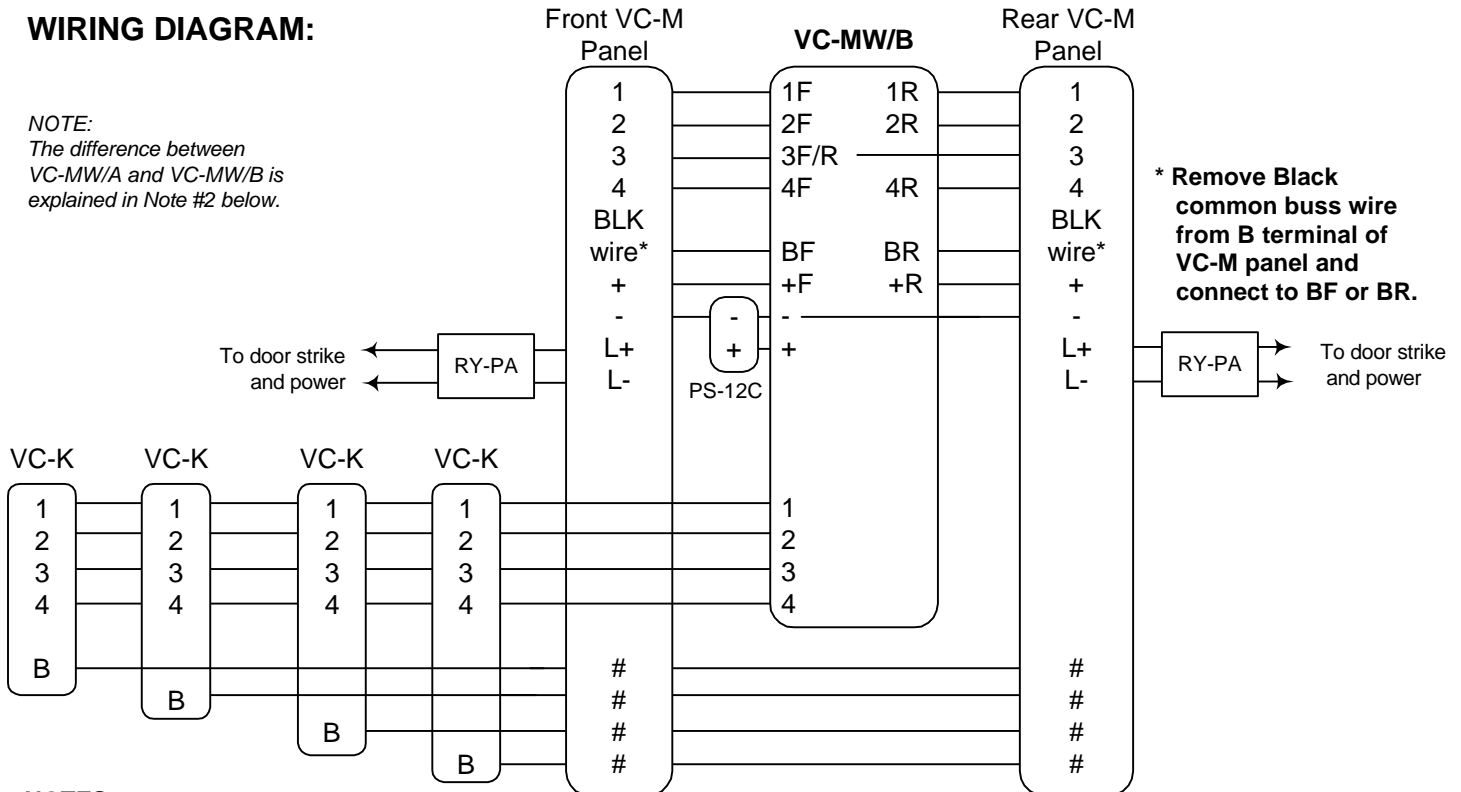 WIRING DIAGRAM:
NOTE:
The difference between
VC-MW/A and VC-MW/B is
explained in Note #2 below.
Front VC-M
Panel
1
2
3
4
BLK
wire*
+
-
L+
L-
#
#
#
#
VC-MW/B
1F 1R
2F 2R
3F/R
4F 4R
BF BR
+F +R
-
+
1
2
3
4
- 
+
PS-12C
Rear VC-M
Panel
1
2
3
4
BLK
wire*
+
-
L+
L-
#
#
#
#
* Remove Black
common buss wire
from B terminal of
VC-M panel and
connect to BF or BR.
To door strike
and power
RY-PA
RY-PA
To door strike
and power
VC-K
1
2
3
4
B
VC-K
1
2
3
4
B
VC-K
1
2
3
4
B
VC-K
1
2
3
4
B